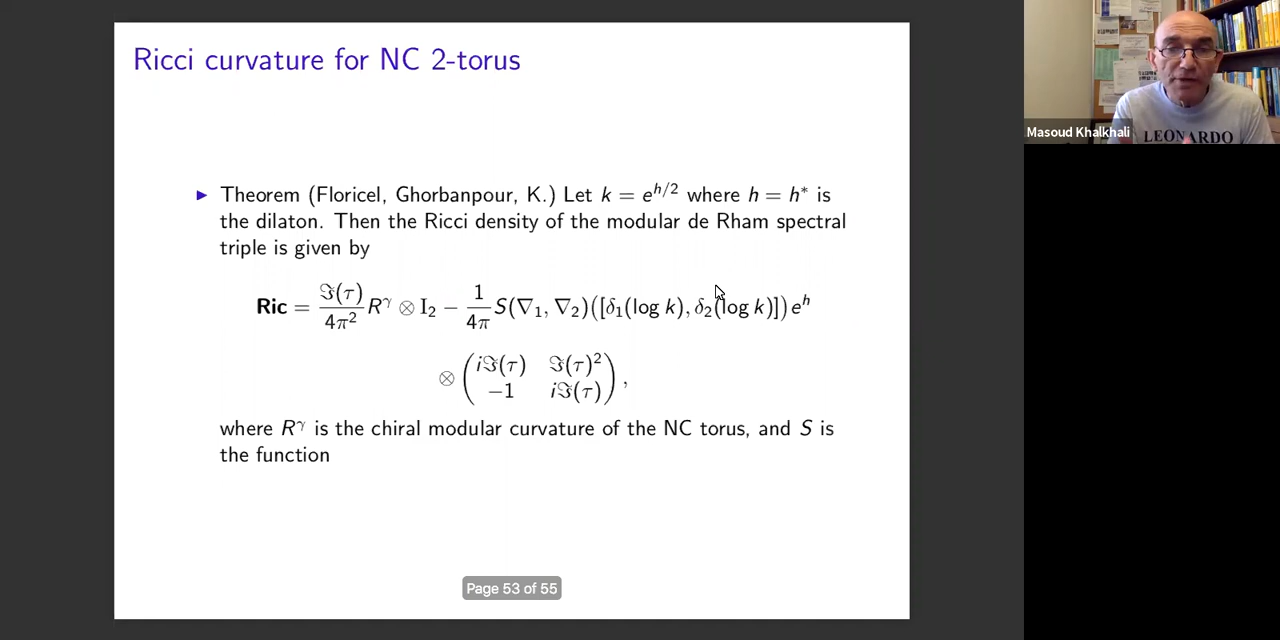 Ricci curvature for NC 2-torus
▶ Theorem (Floricel, Ghorbanpour, K.) Let k = e^{h/2} where h = h* is
the dilaton. Then the Ricci density of the modular de Rham spectral
triple is given by
Ric = ℑ(τ)/4π² R^γ ⊗ I₂ − 1/4π S(∇₁, ∇₂)([δ₁(log k), δ₂(log k)])e^h
⊗ ( iℑ(τ) ℑ(τ)²
−1 iℑ(τ) ) ,
where R^γ is the chiral modular curvature of the NC torus, and S is
the function
Page 53 of 55
Masoud Khalkhali
LEONARDO